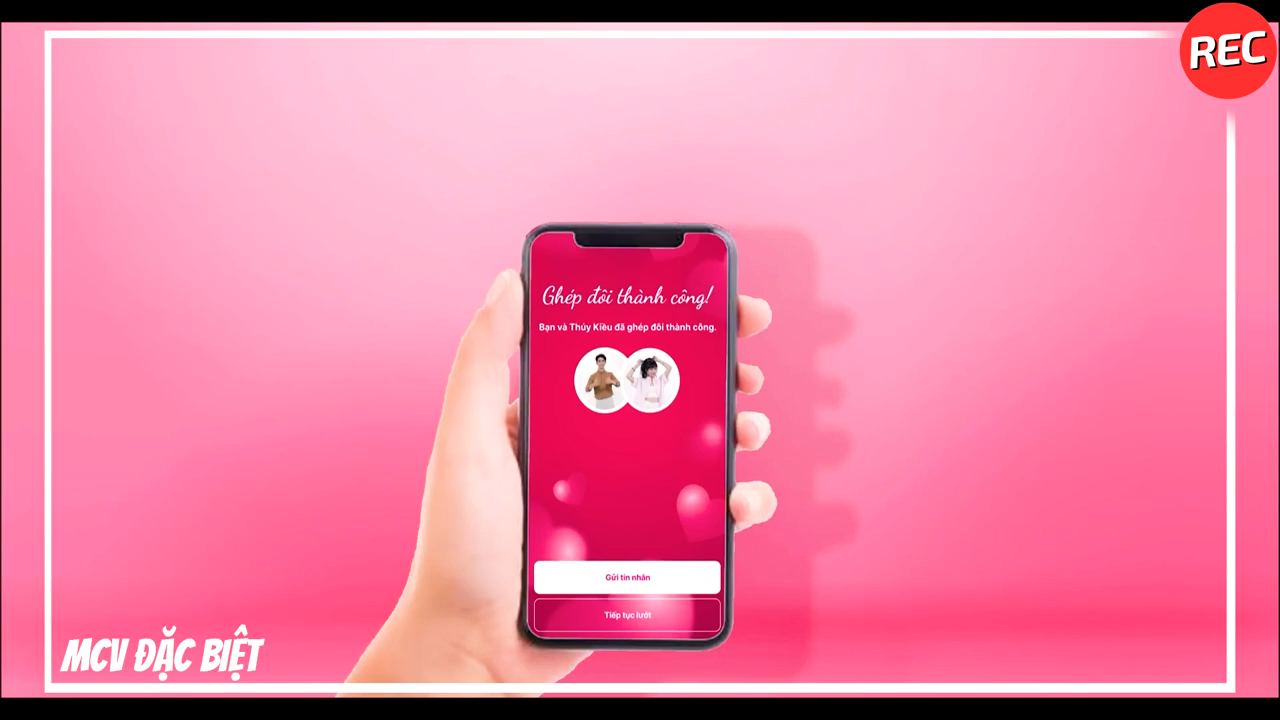 REC
Ghép đôi thành công!
Bạn và Thúy Kiều đã ghép đôi thành công.
Gửi tin nhắn
Tiếp tục lướt
MCV ĐẶC BIỆT